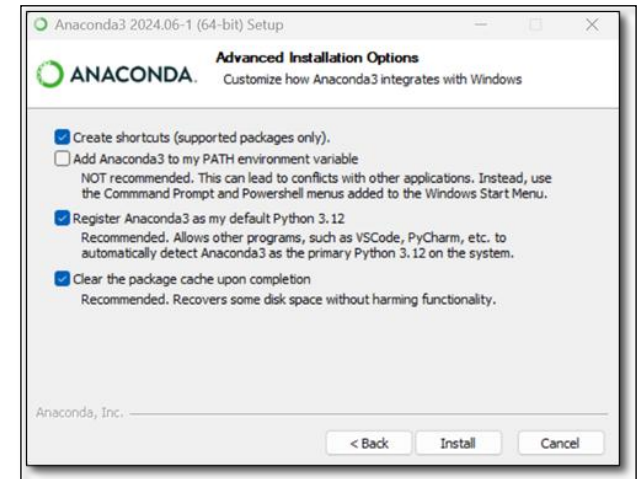 Anaconda3 2024.06-1 (64-bit) Setup
ANACONDA.
Advanced Installation Options
Customize how Anaconda3 integrates with Windows
Create shortcuts (supported packages only).
Add Anaconda3 to my PATH environment variable
NOT recommended. This can lead to conflicts with other applications. Instead, use
the Commmand Prompt and Powershell menus added to the Windows Start Menu.
Register Anaconda3 as my default Python 3.12
Recommended. Allows other programs, such as VSCode, PyCharm, etc. to
automatically detect Anaconda3 as the primary Python 3.12 on the system.
Clear the package cache upon completion
Recommended. Recovers some disk space without harming functionality.
Anaconda, Inc.
< Back
Install
Cancel